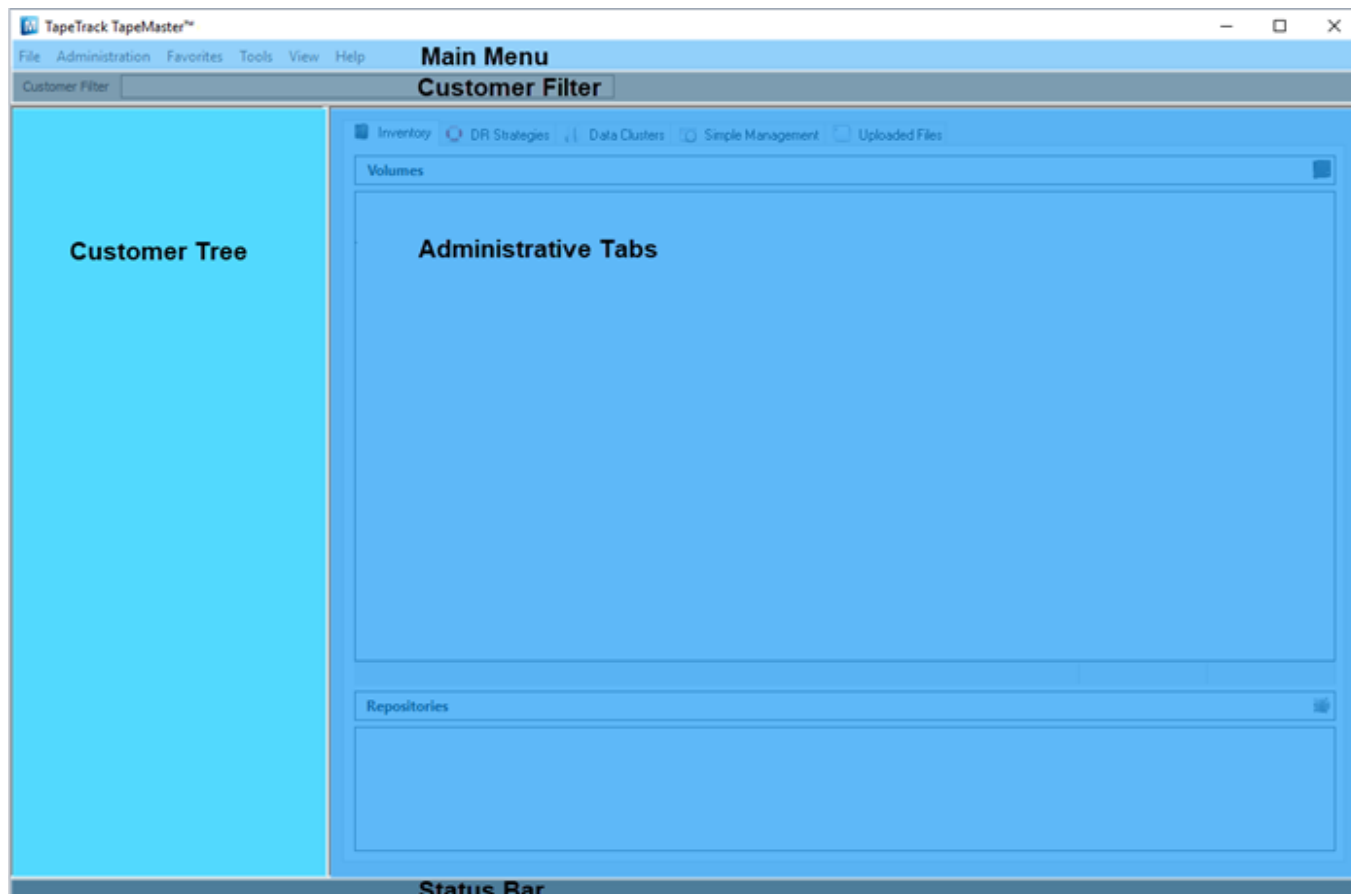 TapeTrack TapeMaster™
File Administration Favorites Tools View Help Main Menu
Customer Filter Customer Filter
Inventory DR Strategies Data Clusters Simple Management Uploaded Files
Volumes
Customer Tree Administrative Tabs
Repositories
Status Bar